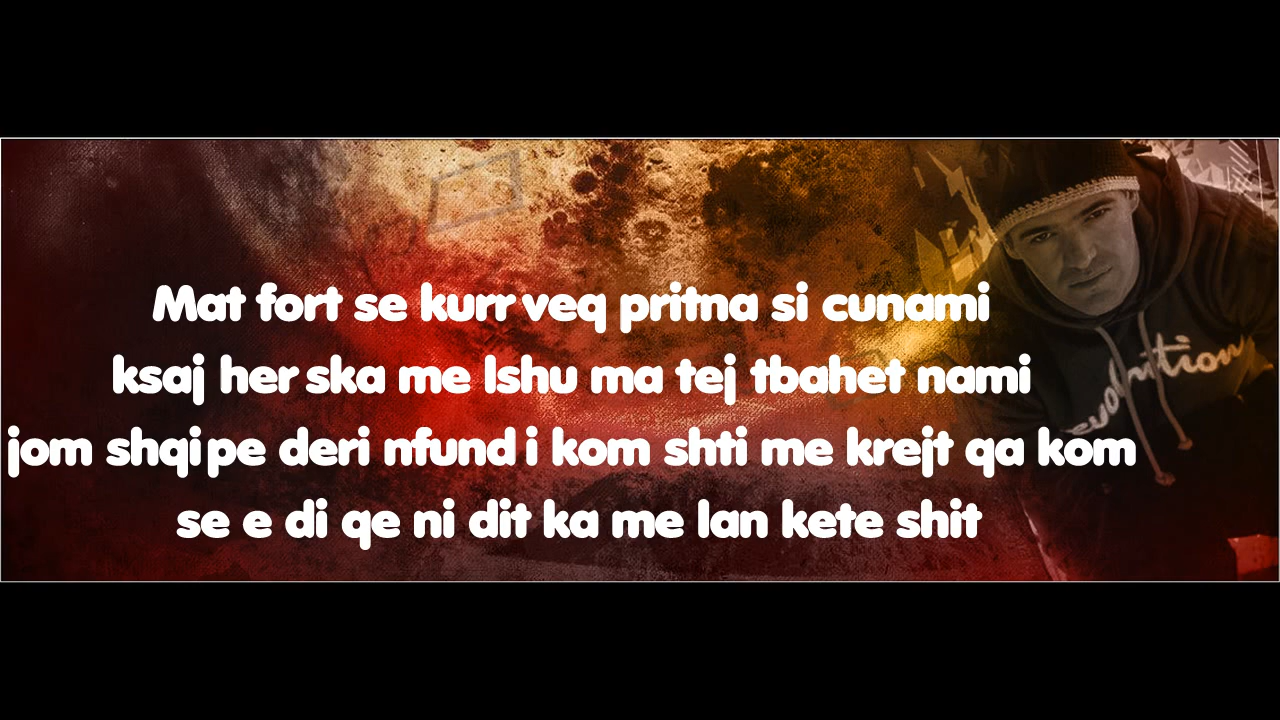 Mat fort se kurr veq pritna si cunami
ksaj her ska me lshu ma tej tbahet nami
jom shqipe deri nfund i kom shti me krejt qa kom
se e di qe ni dit ka me lan kete shit